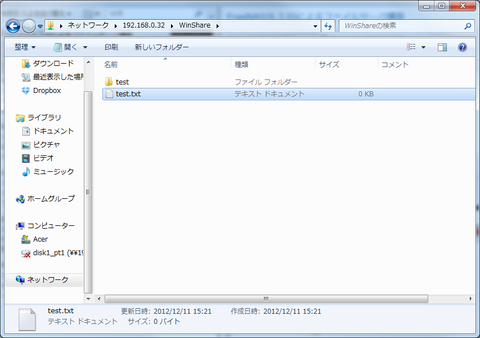 ネットワーク ▸ 192.168.0.32 ▸ WinShare
WinShareの検索
整理 開く 印刷 新しいフォルダー
名前 種類 サイズ コメント
ダウンロード
最近表示した場所
Dropbox
ライブラリ
ドキュメント
ピクチャ
ビデオ
ミュージック
ホームグループ
コンピューター
Acer
disk1_pt1 (¥¥19
ネットワーク
test ファイル フォルダー
test.txt テキスト ドキュメント 0 KB
test.txt 更新日時: 2012/12/11 15:21 作成日時: 2012/12/11 15:21
テキスト ドキュメント サイズ: 0 バイト